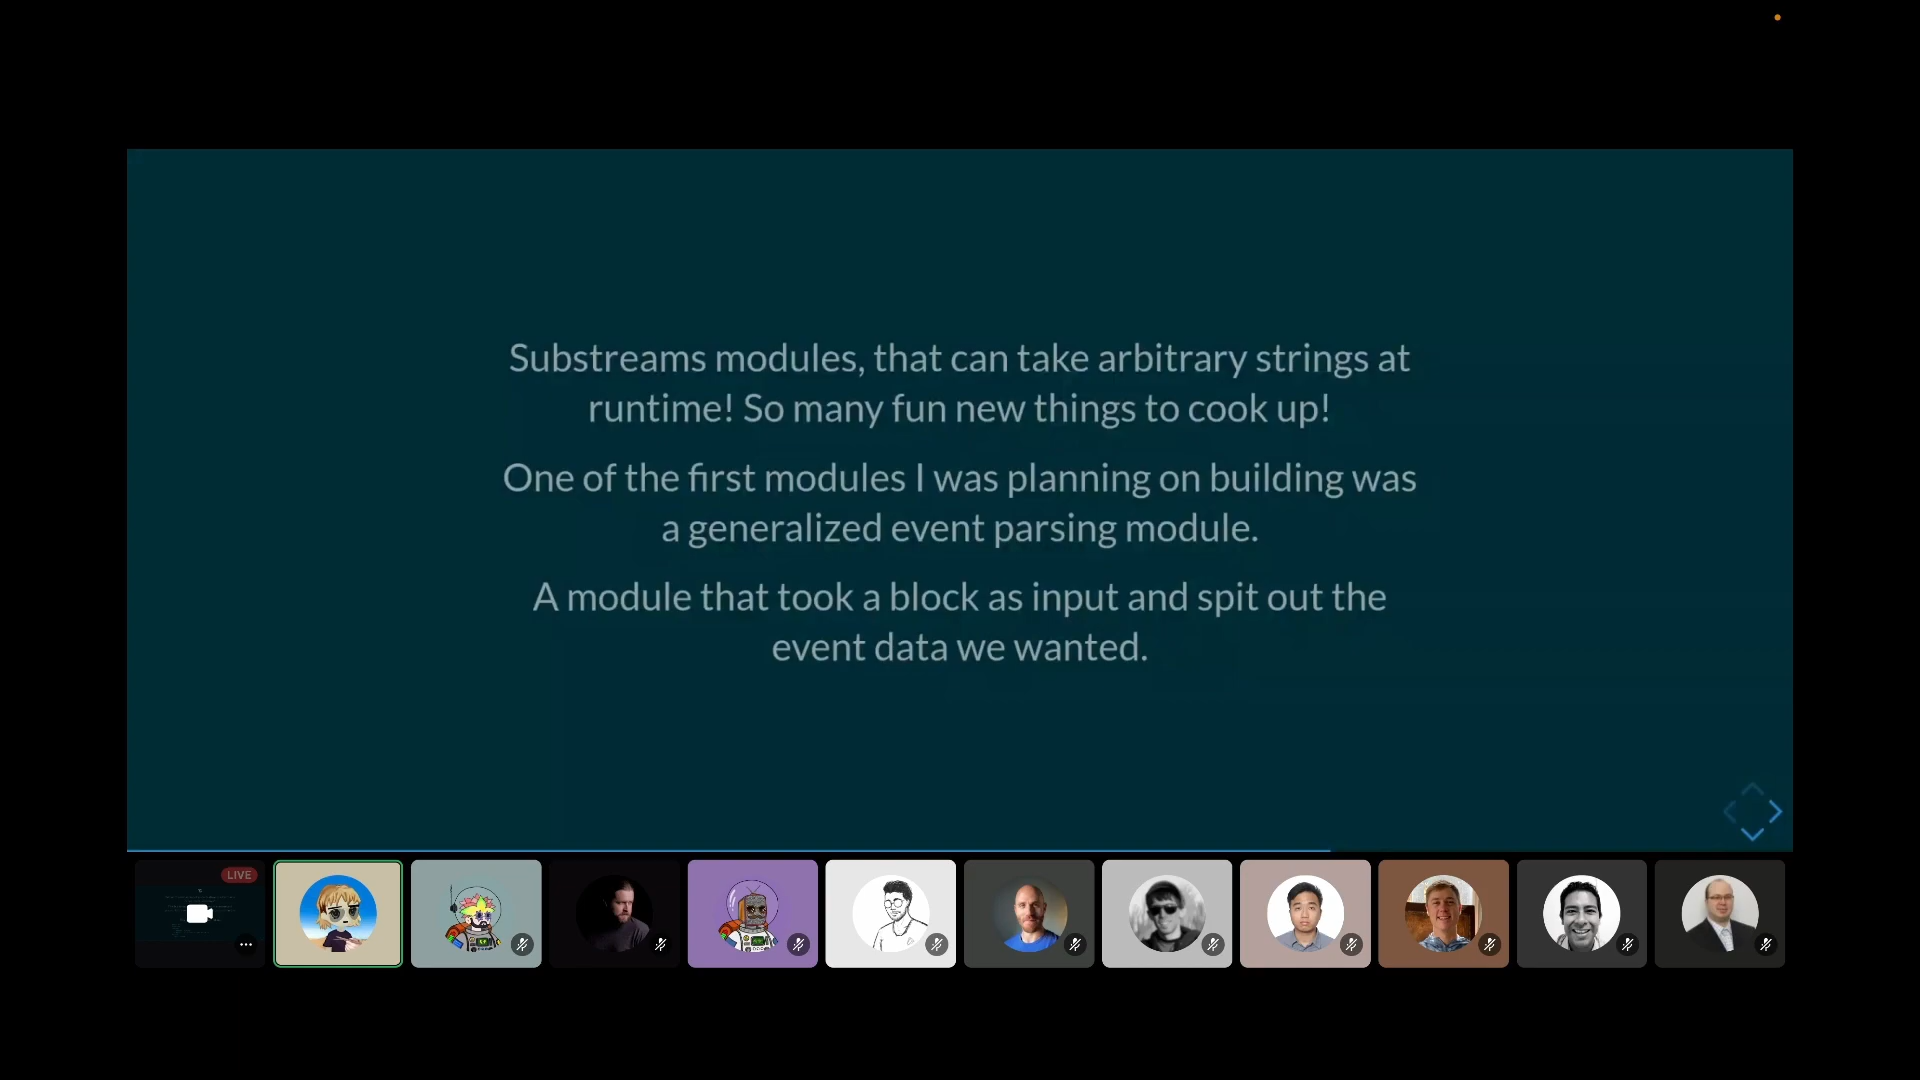 Substreams modules, that can take arbitrary strings at
runtime! So many fun new things to cook up!
One of the first modules I was planning on building was
a generalized event parsing module.
A module that took a block as input and spit out the
event data we wanted.
LIVE